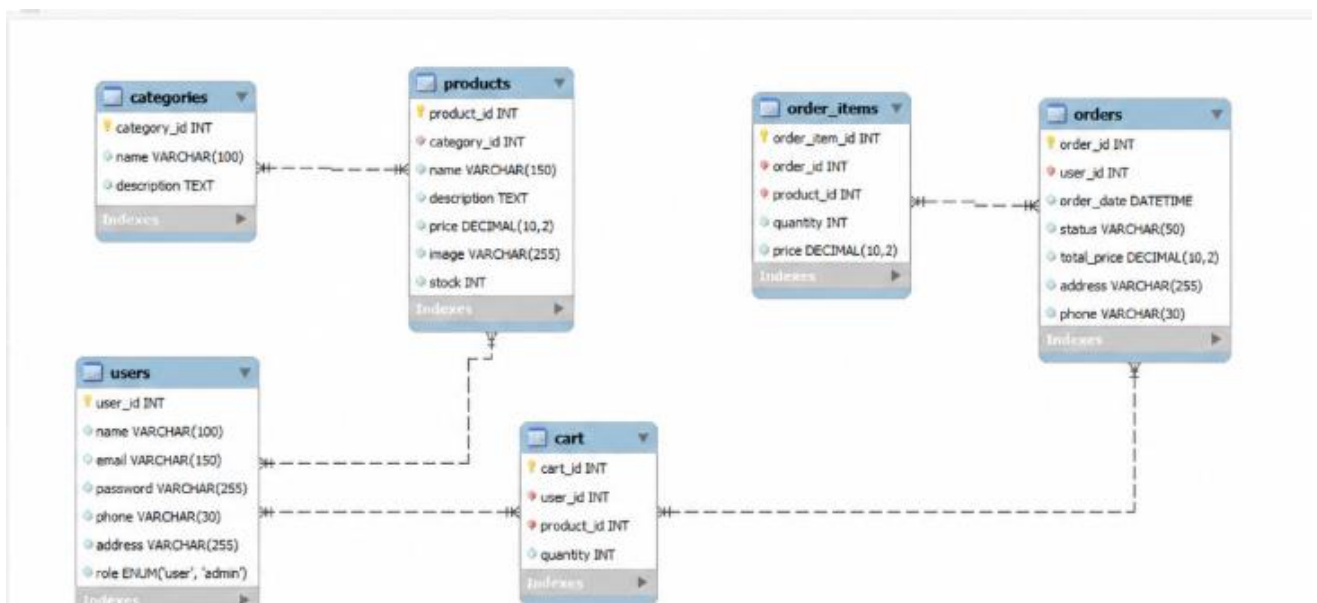 categories
category_id INT
name VARCHAR(100)
description TEXT
Indexes
products
product_id INT
category_id INT
name VARCHAR(150)
description TEXT
price DECIMAL(10,2)
image VARCHAR(255)
stock INT
Indexes
order_items
order_item_id INT
order_id INT
product_id INT
quantity INT
price DECIMAL(10,2)
Indexes
orders
order_id INT
user_id INT
order_date DATETIME
status VARCHAR(50)
total_price DECIMAL(10,2)
address VARCHAR(255)
phone VARCHAR(30)
Indexes
users
user_id INT
name VARCHAR(100)
email VARCHAR(150)
password VARCHAR(255)
phone VARCHAR(30)
address VARCHAR(255)
role ENUM('user', 'admin')
Indexes
cart
cart_id INT
user_id INT
product_id INT
quantity INT
Indexes